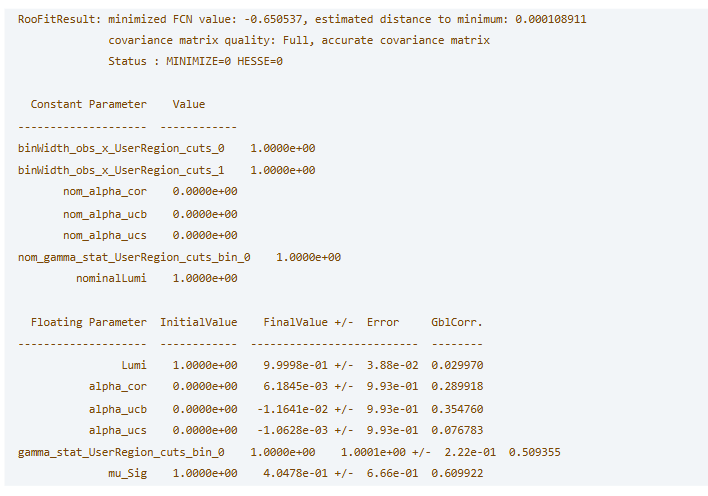 RooFitResult: minimized FCN value: -0.650537, estimated distance to minimum: 0.000108911
covariance matrix quality: Full, accurate covariance matrix
Status : MINIMIZE=0 HESSE=0
Constant Parameter    Value
--------------------  ------------
binWidth_obs_x_UserRegion_cuts_0    1.0000e+00
binWidth_obs_x_UserRegion_cuts_1    1.0000e+00
nom_alpha_cor    0.0000e+00
nom_alpha_ucb    0.0000e+00
nom_alpha_ucs    0.0000e+00
nom_gamma_stat_UserRegion_cuts_bin_0    1.0000e+00
nominalLumi    1.0000e+00
Floating Parameter  InitialValue    FinalValue +/-  Error     GblCorr.
--------------------  ------------  --------------------------  --------
Lumi    1.0000e+00    9.9998e-01 +/-  3.88e-02  0.029970
alpha_cor    0.0000e+00    6.1845e-03 +/-  9.93e-01  0.289918
alpha_ucb    0.0000e+00   -1.1641e-02 +/-  9.93e-01  0.354760
alpha_ucs    0.0000e+00   -1.0628e-03 +/-  9.93e-01  0.076783
gamma_stat_UserRegion_cuts_bin_0    1.0000e+00    1.0001e+00 +/-  2.22e-01  0.509355
mu_Sig    1.0000e+00    4.0478e-01 +/-  6.66e-01  0.609922